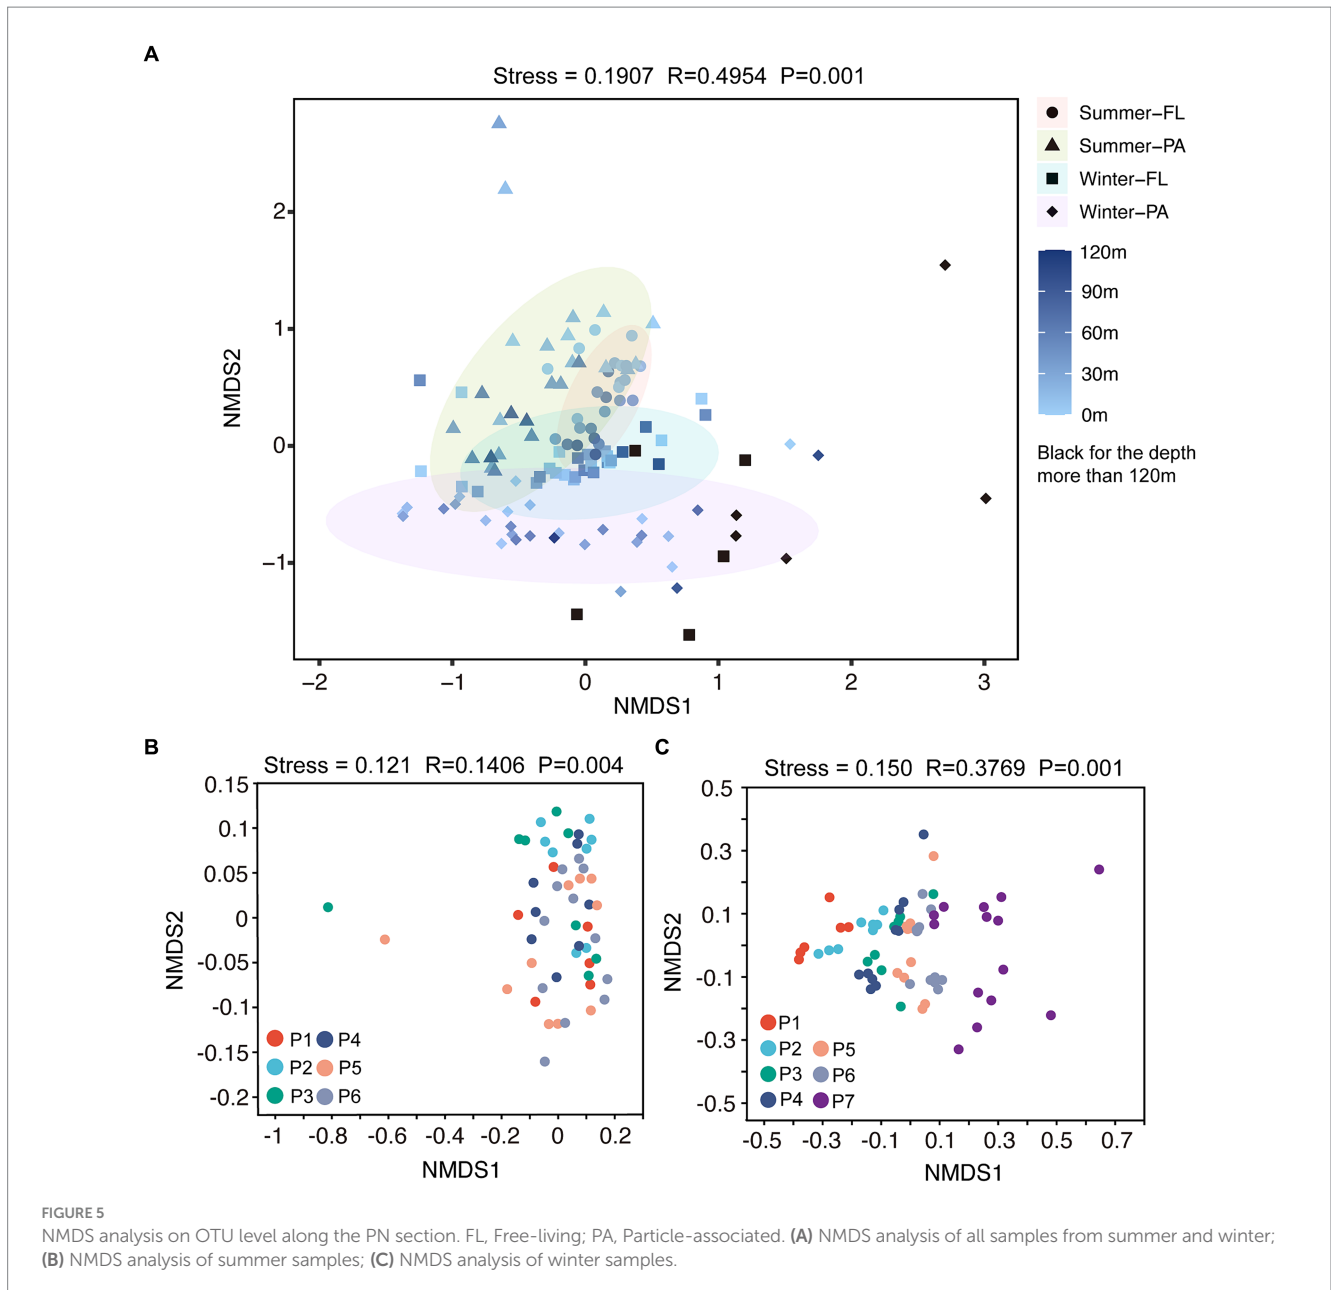 A
Stress = 0.1907 R=0.4954 P=0.001
Summer–FL
Summer–PA
Winter–FL
Winter–PA
120m
90m
60m
30m
0m
Black for the depth
more than 120m
NMDS2
2
1
0
−1
−2 −1 0 1 2 3
NMDS1
B
Stress = 0.121 R=0.1406 P=0.004
NMDS2
0.15
0.1
0.05
0
-0.05
-0.1
-0.15
-0.2
P1 P4
P2 P5
P3 P6
-1 -0.8 -0.6 -0.4 -0.2 0 0.2
NMDS1
C
Stress = 0.150 R=0.3769 P=0.001
NMDS2
0.5
0.3
0.1
-0.1
-0.3
-0.5
P1
P2 P5
P3 P6
P4 P7
-0.5 -0.3 -0.1 0.1 0.3 0.5 0.7
NMDS1
FIGURE 5
NMDS analysis on OTU level along the PN section. FL, Free-living; PA, Particle-associated. (A) NMDS analysis of all samples from summer and winter;
(B) NMDS analysis of summer samples; (C) NMDS analysis of winter samples.